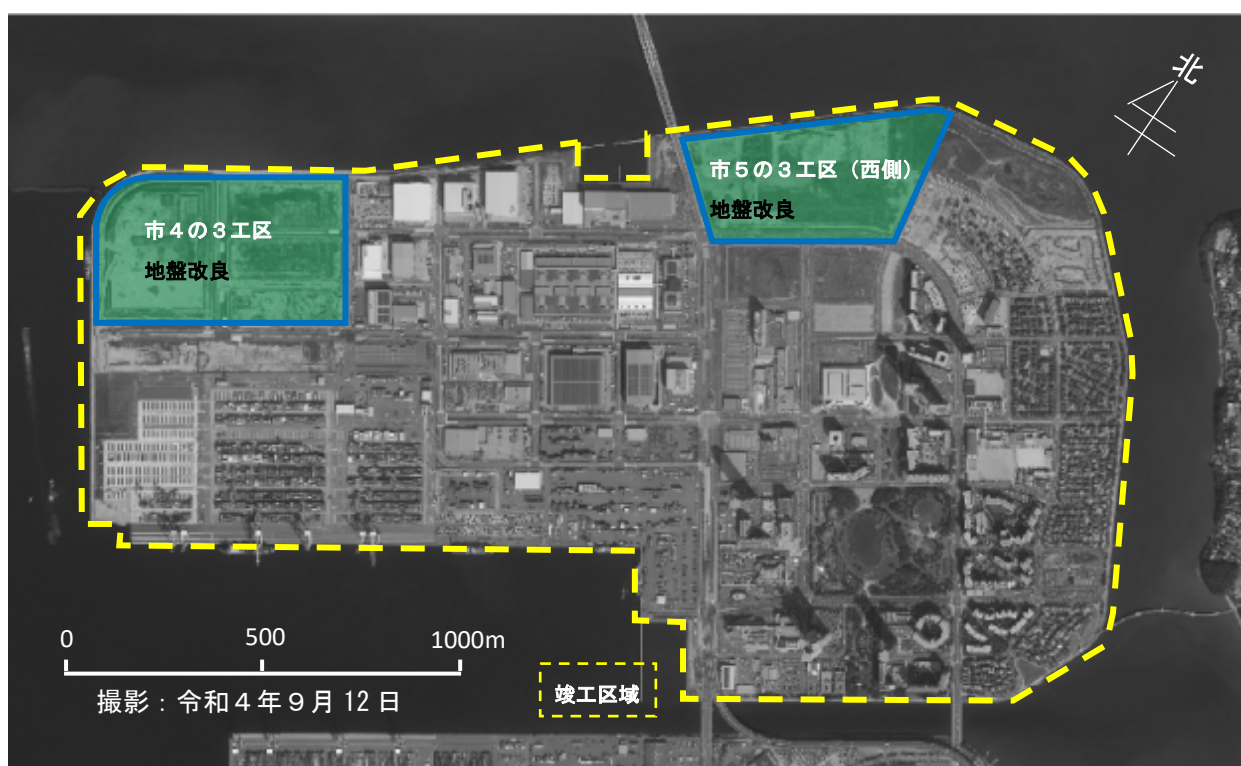 北
市５の３工区（西側）
地盤改良
市４の３工区
地盤改良
0 500 1000m
撮影：令和４年９月 12 日
竣工区域